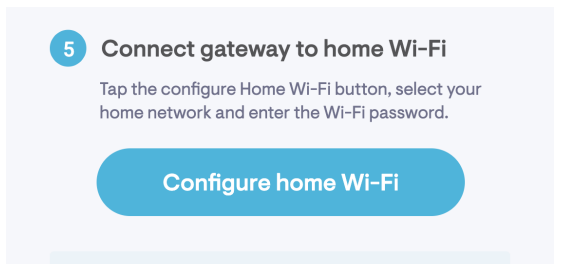 5 Connect gateway to home Wi-Fi
Tap the configure Home Wi-Fi button, select your
home network and enter the Wi-Fi password.
Configure home Wi-Fi